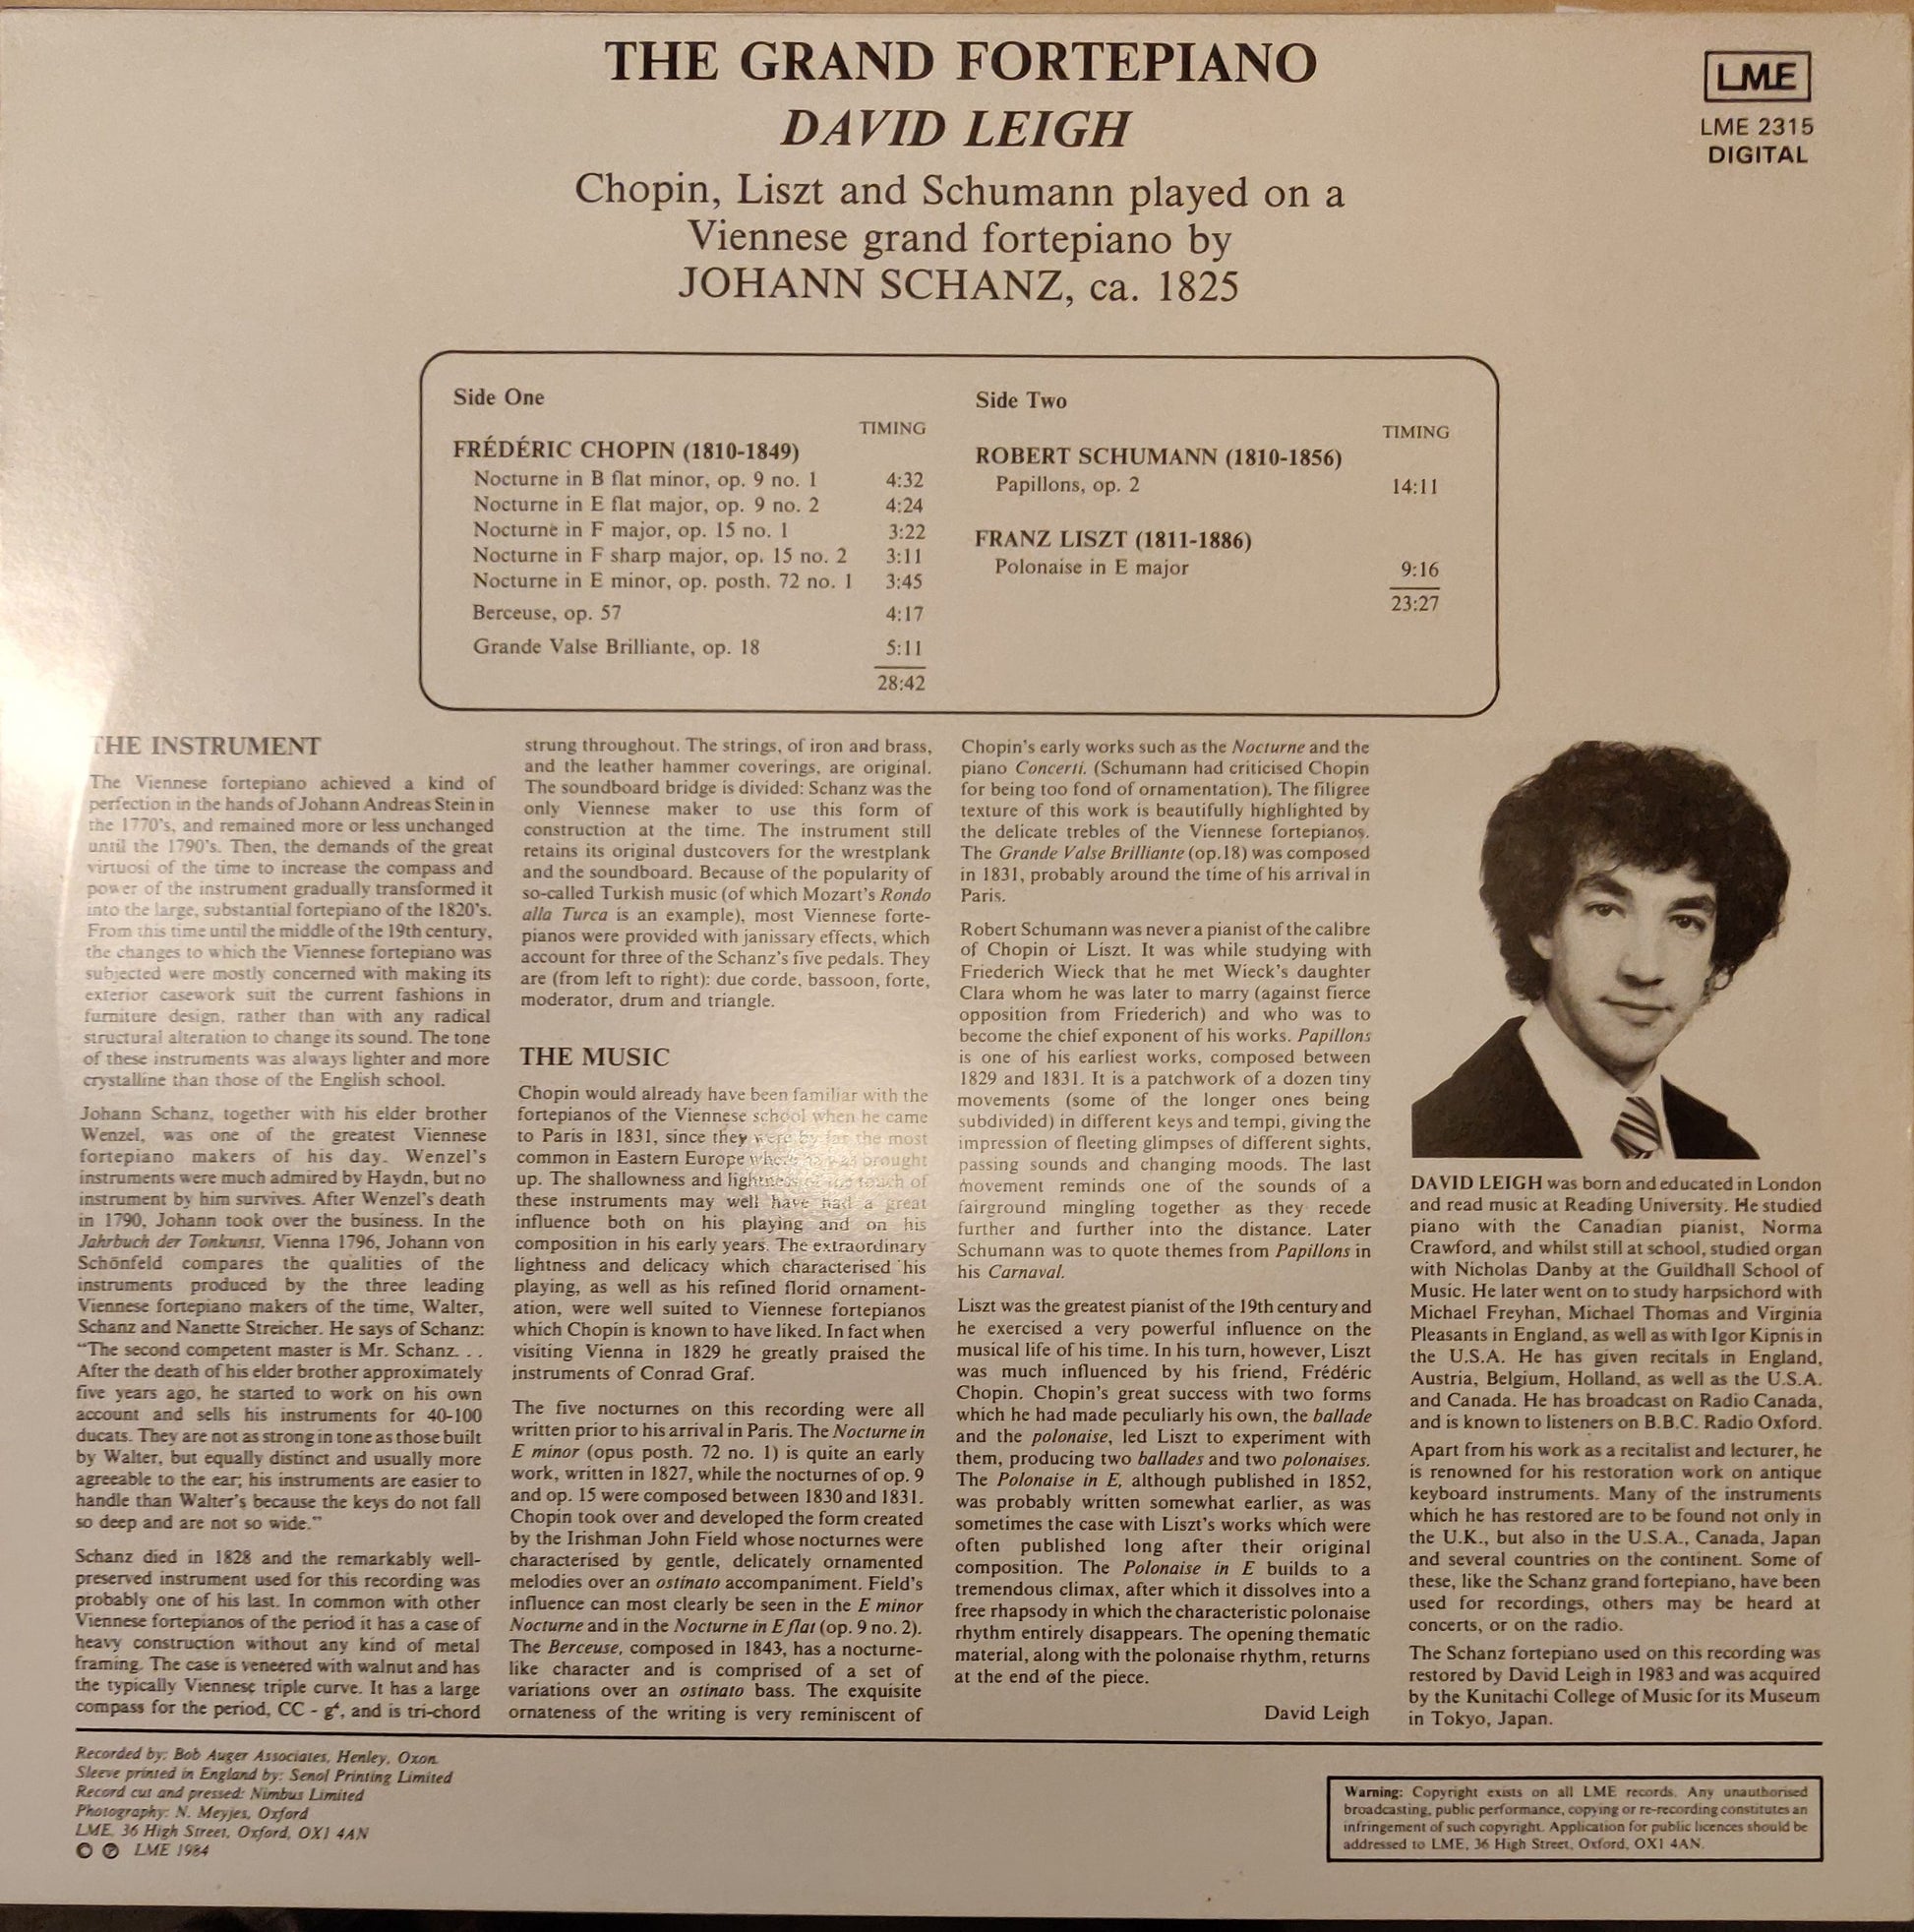 THE GRAND FORTEPIANO
DAVID LEIGH
Chopin, Liszt and Schumann played on a
Viennese grand fortepiano by
JOHANN SCHANZ, ca. 1825
LME
LME 2315
DIGITAL
Side One
TIMING
FRÉDÉRIC CHOPIN (1810-1849)
Nocturne in B flat minor, op. 9 no. 1 4:32
Nocturne in E flat major, op. 9 no. 2 4:24
Nocturne in F major, op. 15 no. 1 3:22
Nocturne in F sharp major, op. 15 no. 2 3:11
Nocturne in E minor, op. posth. 72 no. 1 3:45
Berceuse, op. 57 4:17
Grande Valse Brilliante, op. 18 5:11
28:42
Side Two
TIMING
ROBERT SCHUMANN (1810-1856)
Papillons, op. 2 14:11
FRANZ LISZT (1811-1886)
Polonaise in E major 9:16
23:27
THE INSTRUMENT
The Viennese fortepiano achieved a kind of
perfection in the hands of Johann Andreas Stein in
the 1770's, and remained more or less unchanged
until the 1790's. Then, the demands of the great
virtuosi of the time to increase the compass and
power of the instrument gradually transformed it
into the large, substantial fortepiano of the 1820's.
From this time until the middle of the 19th century,
the changes to which the Viennese fortepiano was
subjected were mostly concerned with making its
exterior casework suit the current fashions in
furniture design, rather than with any radical
structural alteration to change its sound. The tone
of these instruments was always lighter and more
crystalline than those of the English school.
Johann Schanz, together with his elder brother
Wenzel, was one of the greatest Viennese
fortepiano makers of his day. Wenzel's
instruments were much admired by Haydn, but no
instrument by him survives. After Wenzel's death
in 1790, Johann took over the business. In the
Jahrbuch der Tonkunst, Vienna 1796, Johann von
Schönfeld compares the qualities of the
instruments produced by the three leading
Viennese fortepiano makers of the time, Walter,
Schanz and Nanette Streicher. He says of Schanz:
"The second competent master is Mr. Schanz. . .
After the death of his elder brother approximately
five years ago, he started to work on his own
account and sells his instruments for 40-100
ducats. They are not as strong in tone as those built
by Walter, but equally distinct and usually more
agreeable to the ear; his instruments are easier to
handle than Walter's because the keys do not fall
so deep and are not so wide."
Schanz died in 1828 and the remarkably well-
preserved instrument used for this recording was
probably one of his last. In common with other
Viennese fortepianos of the period it has a case of
heavy construction without any kind of metal
framing. The case is veneered with walnut and has
the typically Viennese triple curve. It has a large
compass for the period, CC - g⁴, and is tri-chord
strung throughout. The strings, of iron and brass,
and the leather hammer coverings, are original.
The soundboard bridge is divided: Schanz was the
only Viennese maker to use this form of
construction at the time. The instrument still
retains its original dustcovers for the wrestplank
and the soundboard. Because of the popularity of
so-called Turkish music (of which Mozart's Rondo
alla Turca is an example), most Viennese forte-
pianos were provided with janissary effects, which
account for three of the Schanz's five pedals. They
are (from left to right): due corde, bassoon, forte,
moderator, drum and triangle.
THE MUSIC
Chopin would already have been familiar with the
fortepianos of the Viennese school when he came
to Paris in 1831, since they were by far the most
common in Eastern Europe where he was brought
up. The shallowness and lightness of the touch of
these instruments may well have had a great
influence both on his playing and on his
composition in his early years. The extraordinary
lightness and delicacy which characterised his
playing, as well as his refined florid ornament-
ation, were well suited to Viennese fortepianos
which Chopin is known to have liked. In fact when
visiting Vienna in 1829 he greatly praised the
instruments of Conrad Graf.
The five nocturnes on this recording were all
written prior to his arrival in Paris. The Nocturne in
E minor (opus posth. 72 no. 1) is quite an early
work, written in 1827, while the nocturnes of op. 9
and op. 15 were composed between 1830 and 1831.
Chopin took over and developed the form created
by the Irishman John Field whose nocturnes were
characterised by gentle, delicately ornamented
melodies over an ostinato accompaniment. Field's
influence can most clearly be seen in the E minor
Nocturne and in the Nocturne in E flat (op. 9 no. 2).
The Berceuse, composed in 1843, has a nocturne-
like character and is comprised of a set of
variations over an ostinato bass. The exquisite
ornateness of the writing is very reminiscent of
Chopin's early works such as the Nocturne and the
piano Concerti. (Schumann had criticised Chopin
for being too fond of ornamentation). The filigree
texture of this work is beautifully highlighted by
the delicate trebles of the Viennese fortepianos.
The Grande Valse Brilliante (op.18) was composed
in 1831, probably around the time of his arrival in
Paris.
Robert Schumann was never a pianist of the calibre
of Chopin or Liszt. It was while studying with
Friederich Wieck that he met Wieck's daughter
Clara whom he was later to marry (against fierce
opposition from Friederich) and who was to
become the chief exponent of his works. Papillons
is one of his earliest works, composed between
1829 and 1831. It is a patchwork of a dozen tiny
movements (some of the longer ones being
subdivided) in different keys and tempi, giving the
impression of fleeting glimpses of different sights,
passing sounds and changing moods. The last
movement reminds one of the sounds of a
fairground mingling together as they recede
further and further into the distance. Later
Schumann was to quote themes from Papillons in
his Carnaval.
Liszt was the greatest pianist of the 19th century and
he exercised a very powerful influence on the
musical life of his time. In his turn, however, Liszt
was much influenced by his friend, Frédéric
Chopin. Chopin's great success with two forms
which he had made peculiarly his own, the ballade
and the polonaise, led Liszt to experiment with
them, producing two ballades and two polonaises.
The Polonaise in E, although published in 1852,
was probably written somewhat earlier, as was
sometimes the case with Liszt's works which were
often published long after their original
composition. The Polonaise in E builds to a
tremendous climax, after which it dissolves into a
free rhapsody in which the characteristic polonaise
rhythm entirely disappears. The opening thematic
material, along with the polonaise rhythm, returns
at the end of the piece.
David Leigh
DAVID LEIGH was born and educated in London
and read music at Reading University. He studied
piano with the Canadian pianist, Norma
Crawford, and whilst still at school, studied organ
with Nicholas Danby at the Guildhall School of
Music. He later went on to study harpsichord with
Michael Freyhan, Michael Thomas and Virginia
Pleasants in England, as well as with Igor Kipnis in
the U.S.A. He has given recitals in England,
Austria, Belgium, Holland, as well as the U.S.A.
and Canada. He has broadcast on Radio Canada,
and is known to listeners on B.B.C. Radio Oxford.
Apart from his work as a recitalist and lecturer, he
is renowned for his restoration work on antique
keyboard instruments. Many of the instruments
which he has restored are to be found not only in
the U.K., but also in the U.S.A., Canada, Japan
and several countries on the continent. Some of
these, like the Schanz grand fortepiano, have been
used for recordings, others may be heard at
concerts, or on the radio.
The Schanz fortepiano used on this recording was
restored by David Leigh in 1983 and was acquired
by the Kunitachi College of Music for its Museum
in Tokyo, Japan.
Recorded by: Bob Auger Associates, Henley, Oxon.
Sleeve printed in England by: Senol Printing Limited
Record cut and pressed: Nimbus Limited
Photography: N. Meyjes, Oxford
LME, 36 High Street, Oxford, OX1 4AN
© ℗ LME 1984
Warning: Copyright exists on all LME records. Any unauthorised
broadcasting, public performance, copying or re-recording constitutes an
infringement of such copyright. Application for public licences should be
addressed to LME, 36 High Street, Oxford, OX1 4AN.